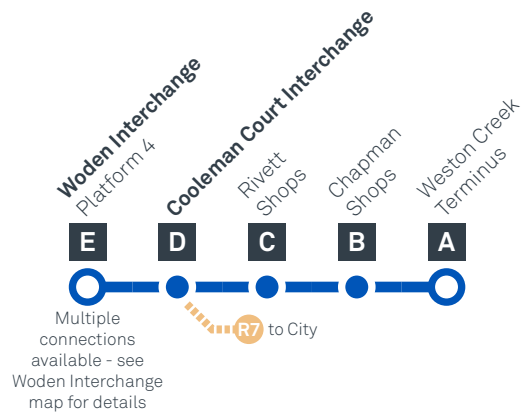 Woden Interchange
Platform 4
Cooleman Court Interchange
Rivett
Shops
Chapman
Shops
Weston Creek
Terminus
E
D
C
B
A
R7 to City
Multiple
connections
available - see
Woden Interchange
map for details